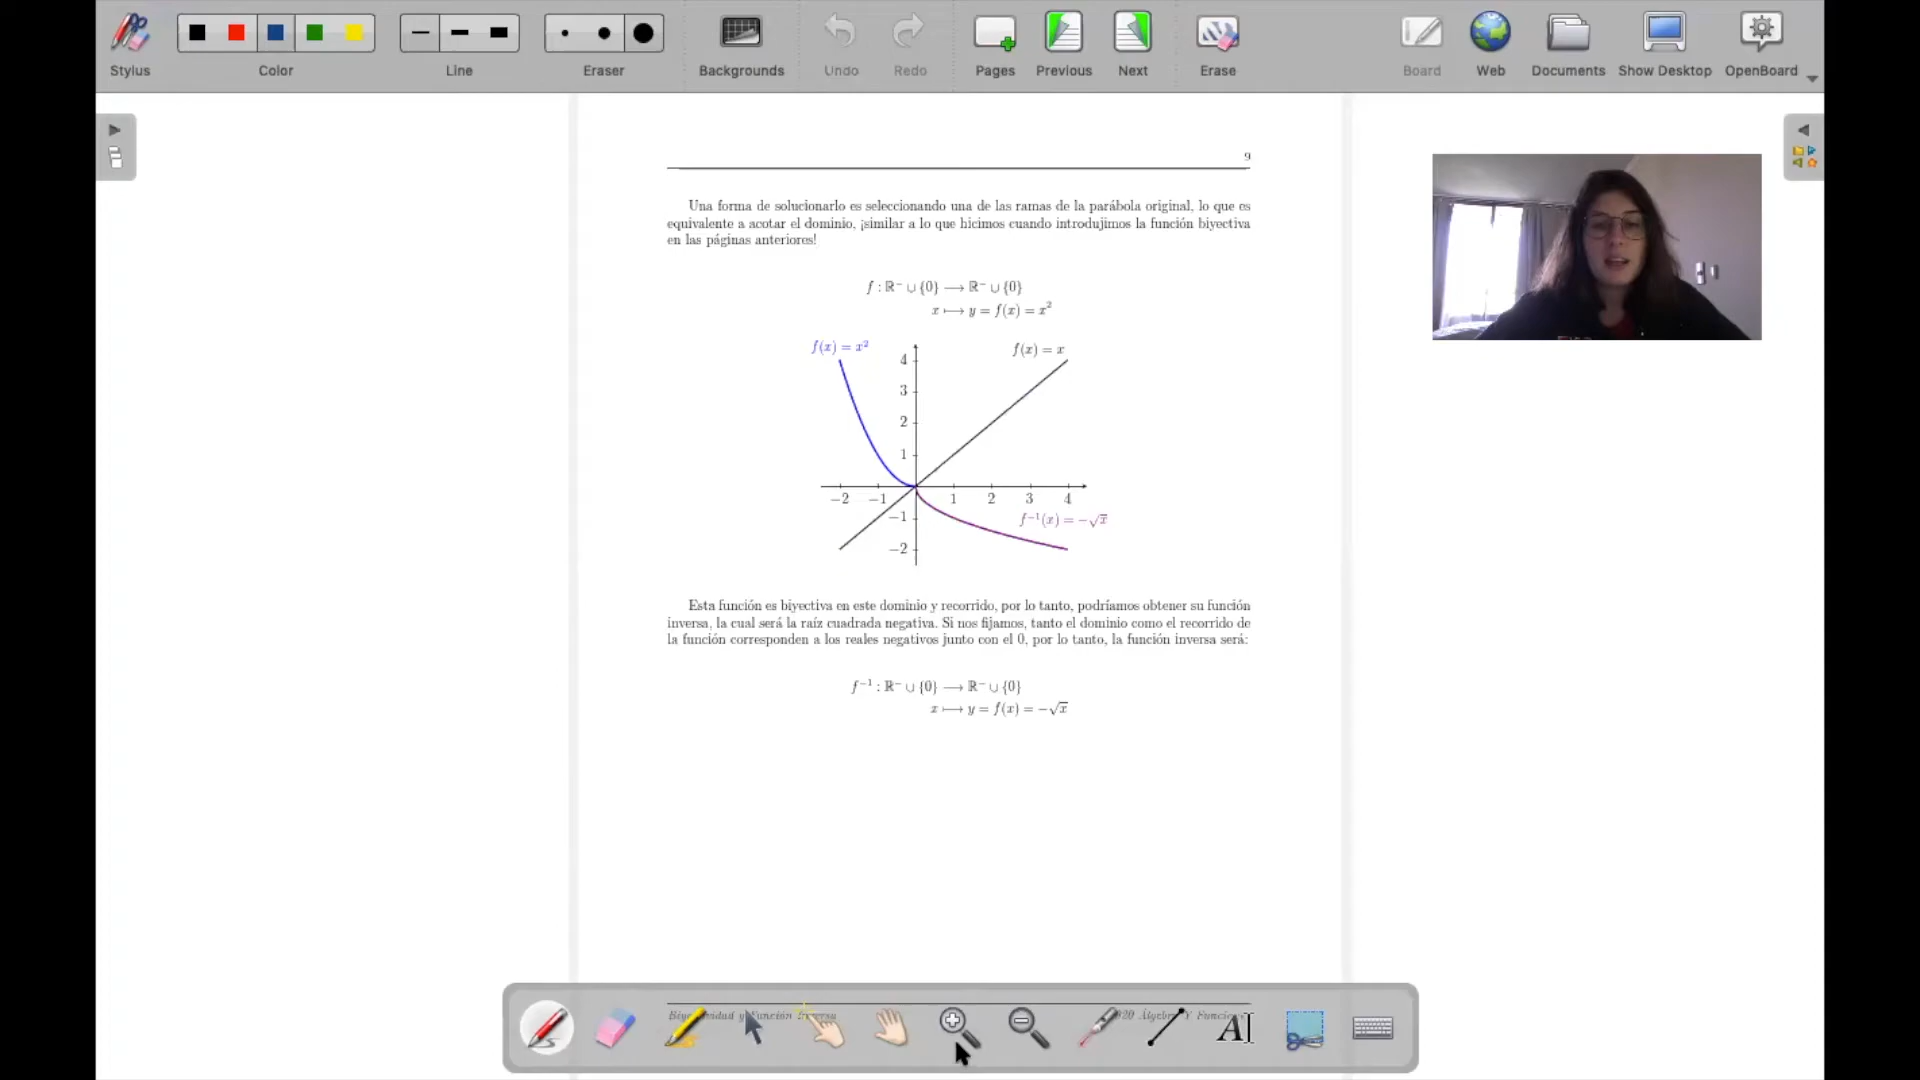 Stylus
Color
Line
Eraser
Backgrounds
Undo
Redo
Pages
Previous
Next
Erase
Board
Web
Documents
Show Desktop
OpenBoard
9
Una forma de solucionarlo es seleccionando una de las ramas de la parábola original, lo que es
equivalente a acotar el dominio, ¡similar a lo que hicimos cuando introdujimos la función biyectiva
en las páginas anteriores!
f : ℝ⁻ ∪ {0} ⟶ ℝ⁻ ∪ {0}
x ⟼ y = f(x) = x²
f(x) = x²
f(x) = x
4
3
2
1
−2 −1 1 2 3 4
−1
f⁻¹(x) = −√x
−2
Esta función es biyectiva en este dominio y recorrido, por lo tanto, podríamos obtener su función
inversa, la cual será la raíz cuadrada negativa. Si nos fijamos, tanto el dominio como el recorrido de
la función corresponden a los reales negativos junto con el 0, por lo tanto, la función inversa será:
f⁻¹ : ℝ⁻ ∪ {0} ⟶ ℝ⁻ ∪ {0}
x ⟼ y = f(x) = −√x
y Función Inversa
Y
A